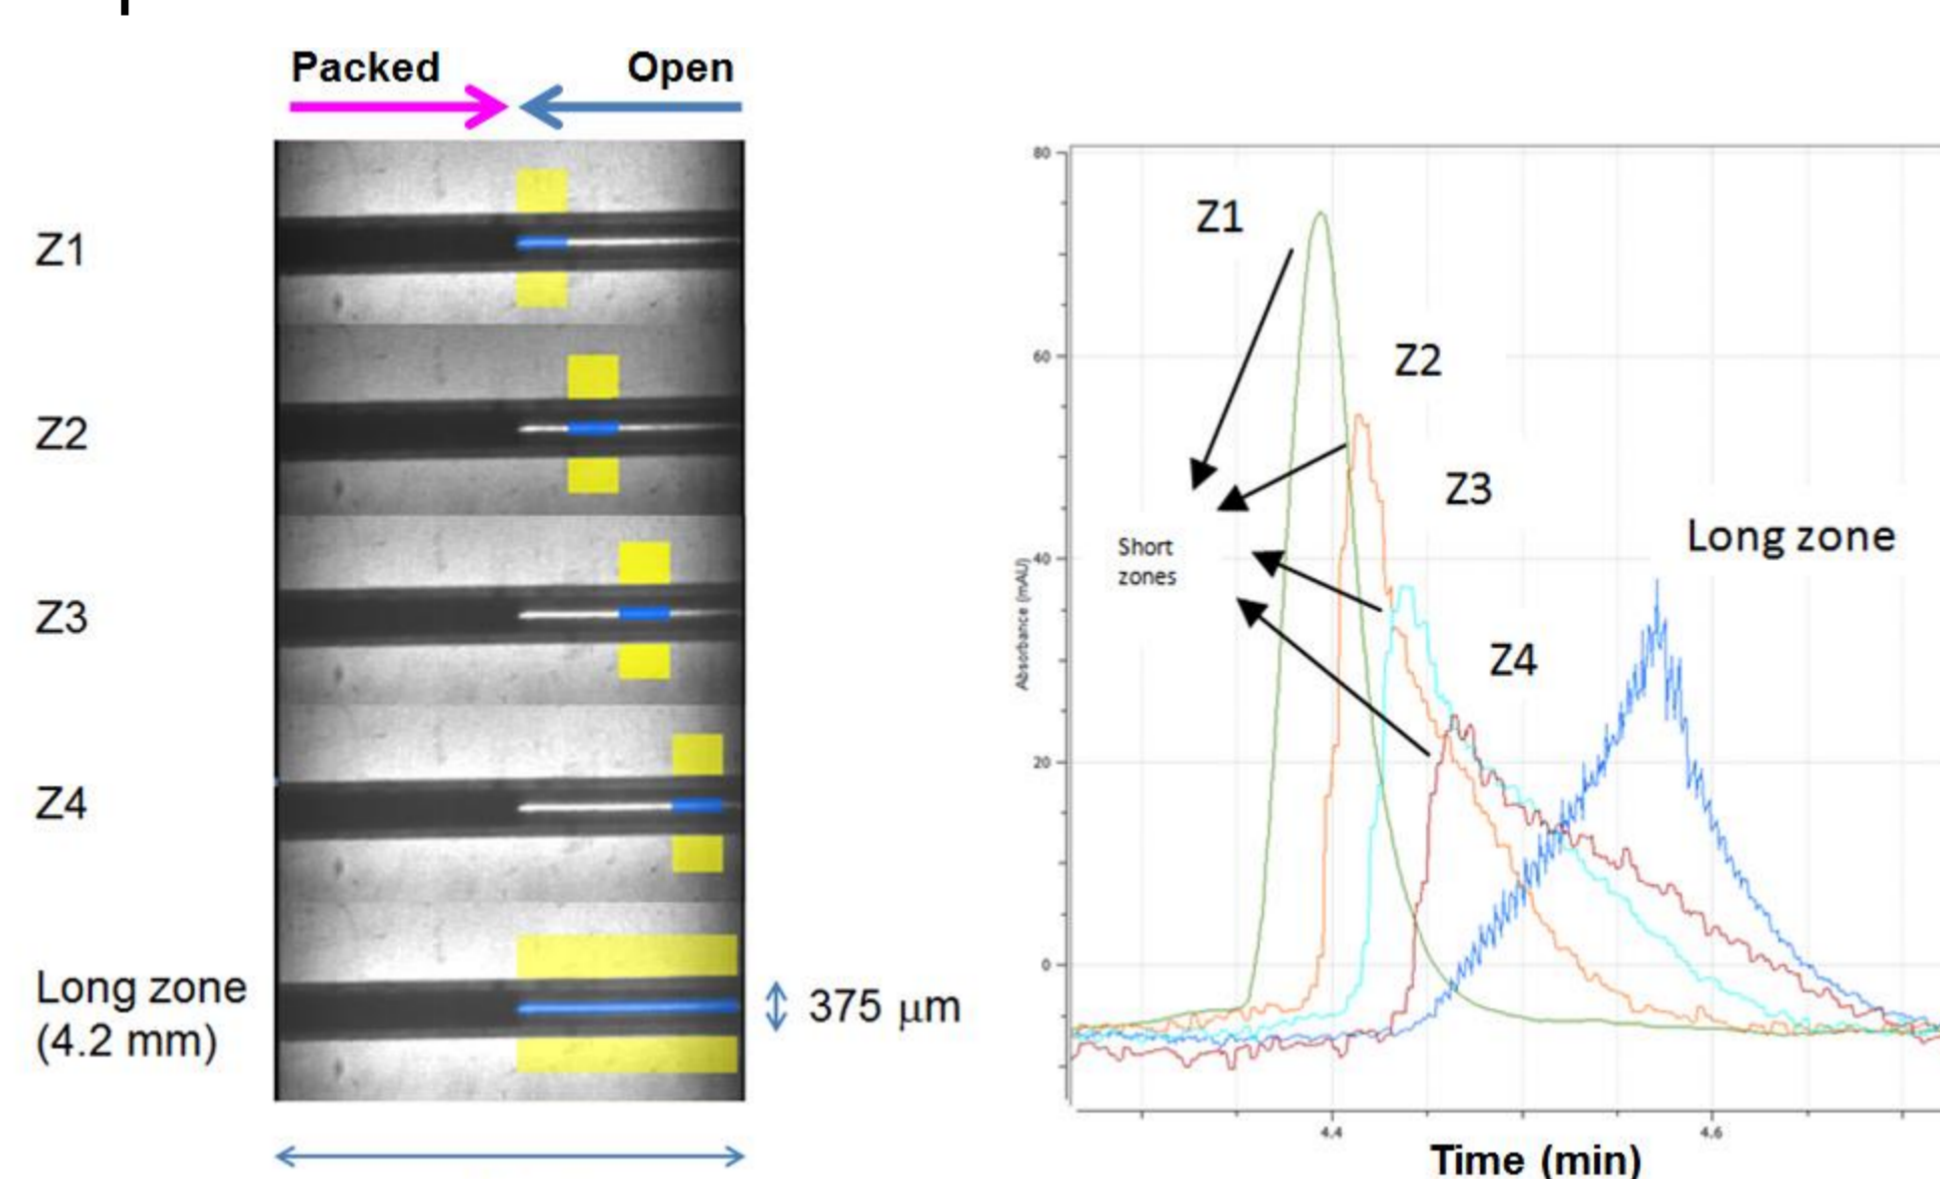 Packed Open
Z1
Z2
Z3
Z4
Long zone
(4.2 mm)
375 μm
80
60
40
20
0
Absorbance (mAU)
Z1
Z2
Z3
Z4
Long zone
Short
zones
4.4 4.6
Time (min)